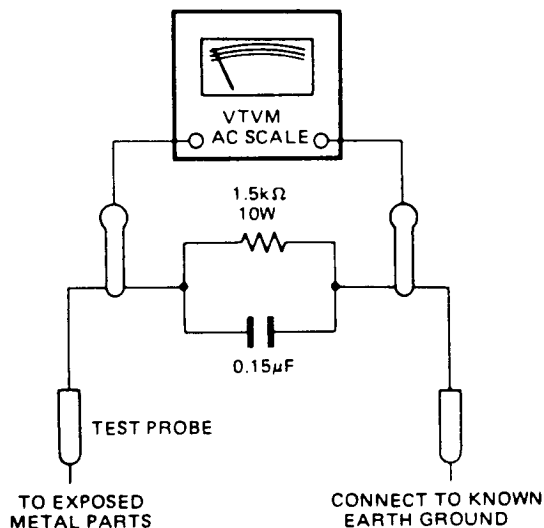 VTVM
AC SCALE
1.5kΩ
10W
0.15μF
TEST PROBE
TO EXPOSED
METAL PARTS
CONNECT TO KNOWN
EARTH GROUND